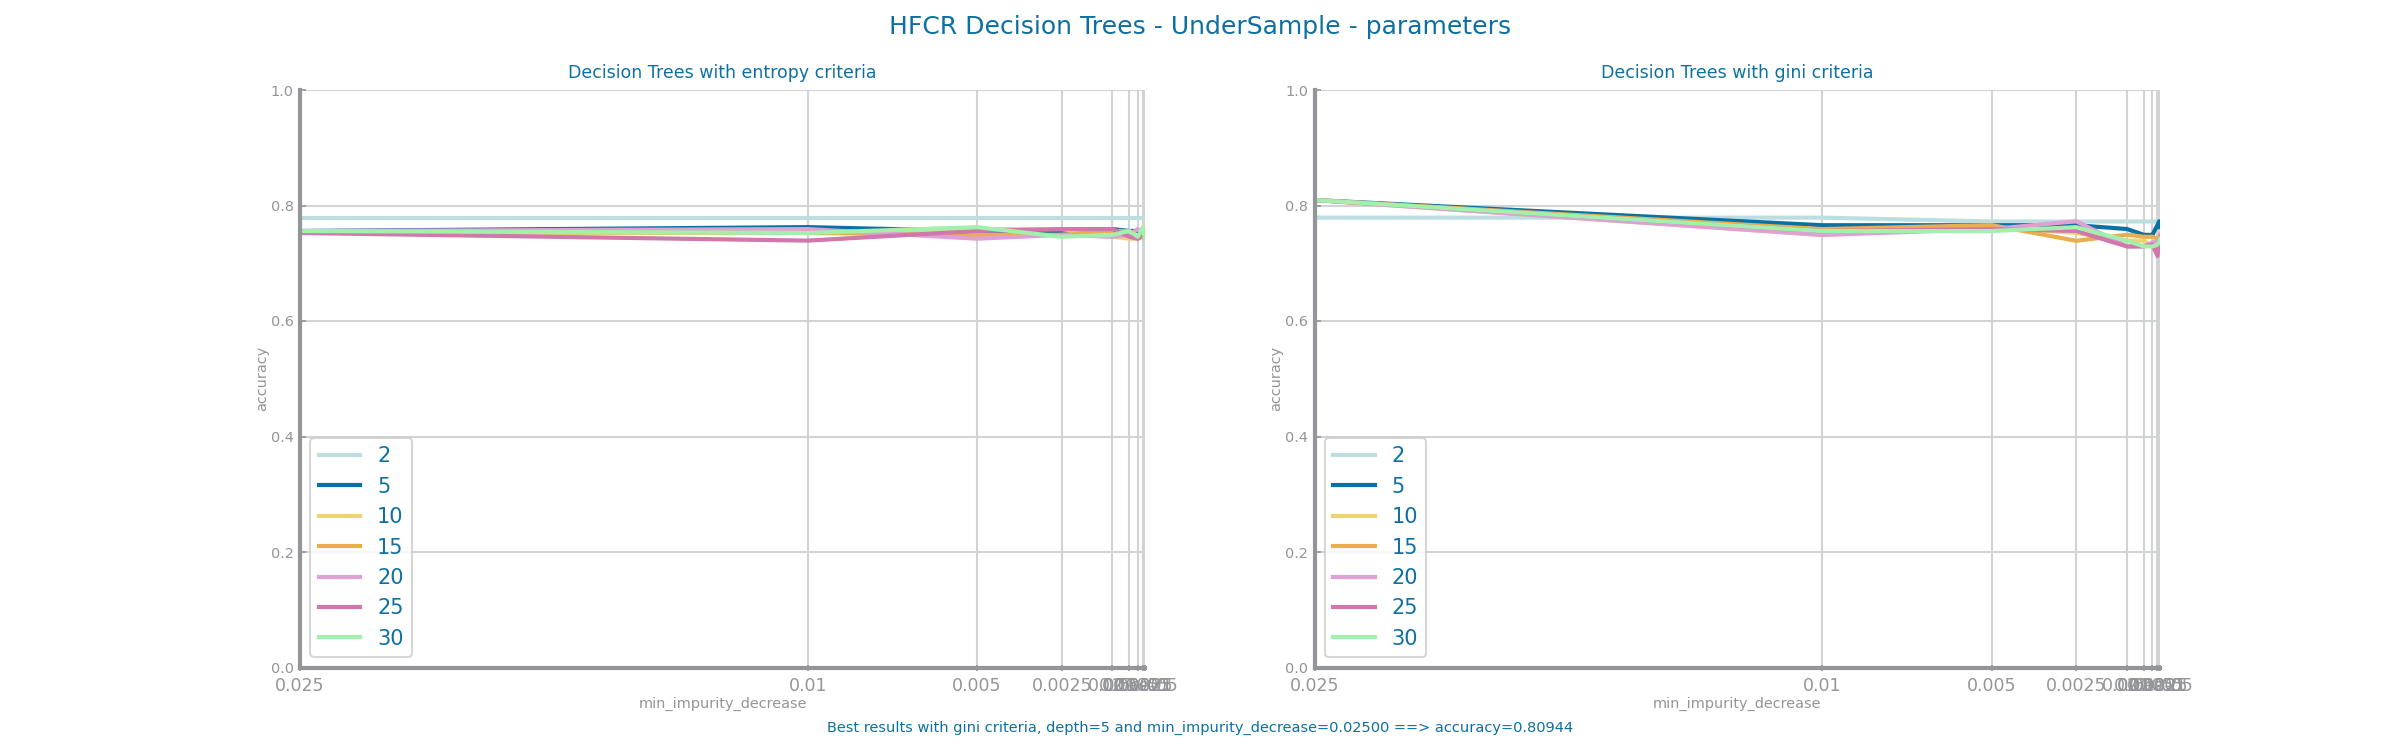 HFCR Decision Trees - UnderSample - parameters
Decision Trees with entropy criteria
1.0
0.8
0.6
0.4
0.2
0.0
accuracy
2
5
10
15
20
25
30
0.025 0.01 0.005 0.0025
min_impurity_decrease
Decision Trees with gini criteria
1.0
0.8
0.6
0.4
0.2
0.0
accuracy
2
5
10
15
20
25
30
0.025 0.01 0.005 0.0025
min_impurity_decrease
Best results with gini criteria, depth=5 and min_impurity_decrease=0.02500 ==> accuracy=0.80944